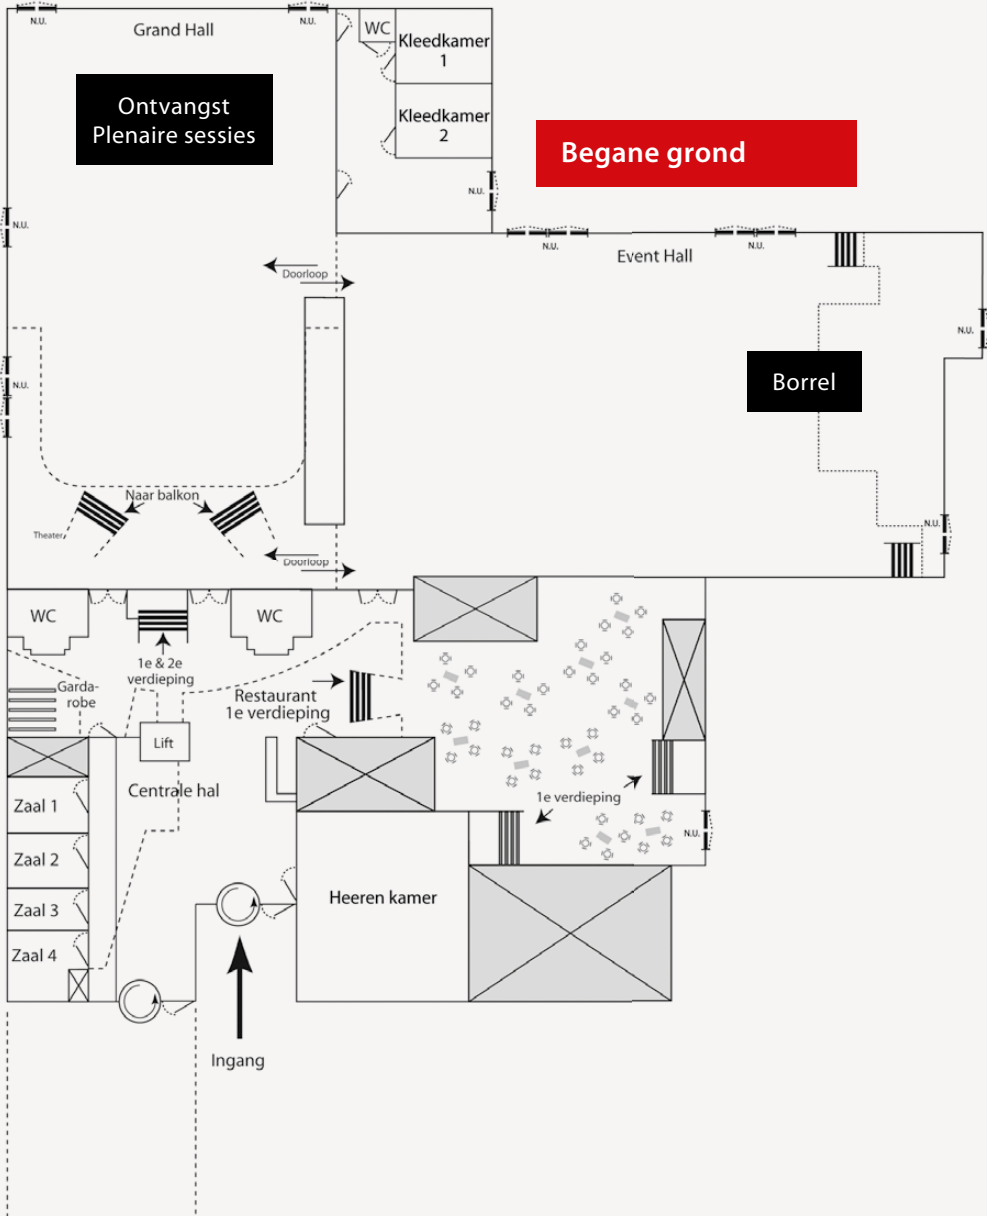 N.U.
N.U.
Grand Hall
WC
Kleedkamer
1
Ontvangst
Plenaire sessies
Kleedkamer
2
Begane grond
N.U.
N.U.
N.U.
N.U.
Event Hall
Doorloop
N.U.
N.U.
Borrel
Naar balkon
Theater
N.U.
Doorloop
WC
WC
1e & 2e
verdieping
Garda-
robe
Restaurant
1e verdieping
Lift
Centrale hal
1e verdieping
Zaal 1
N.U.
Zaal 2
Heeren kamer
Zaal 3
Zaal 4
Ingang